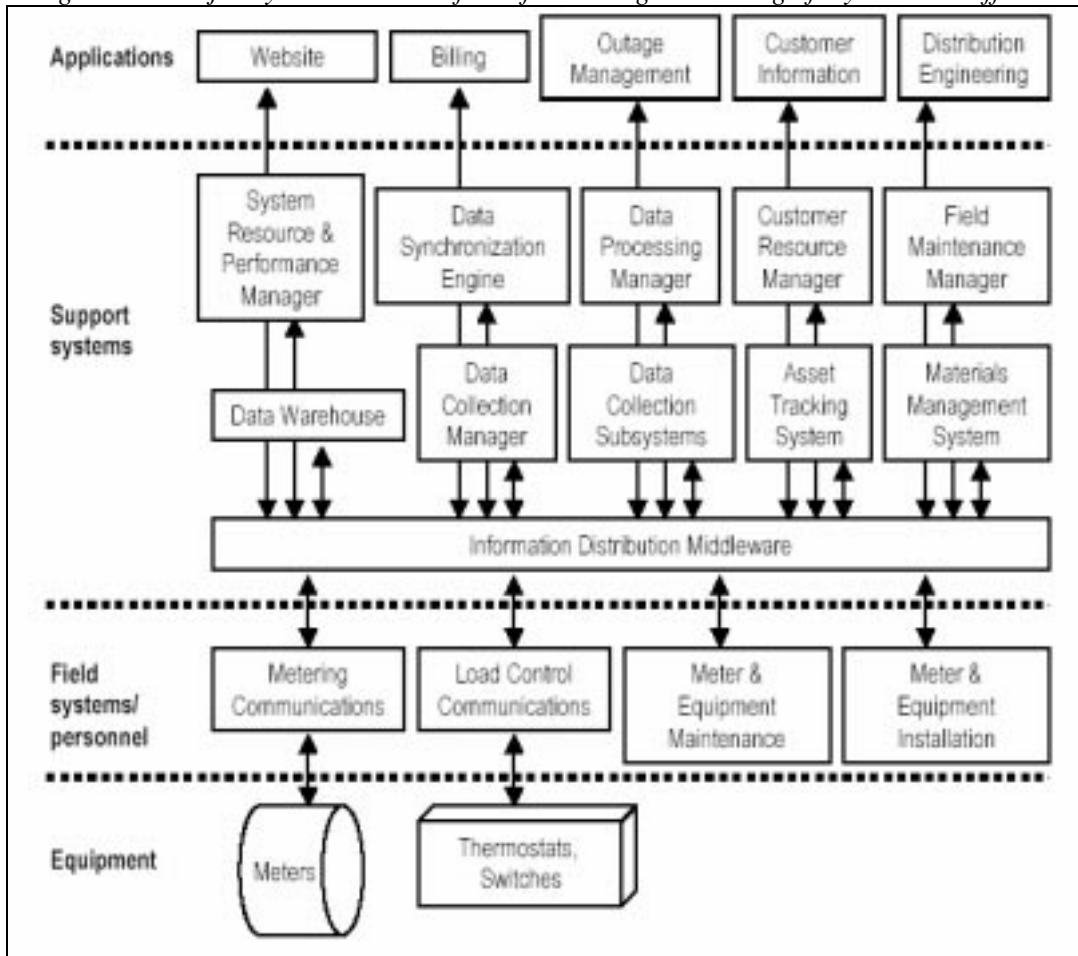 Applications
Website
Billing
Outage
Management
Customer
Information
Distribution
Engineering
Support
systems
System
Resource &
Performance
Manager
Data
Synchronization
Engine
Data
Processing
Manager
Customer
Resource
Manager
Field
Maintenance
Manager
Data Warehouse
Data
Collection
Manager
Data
Collection
Subsystems
Asset
Tracking
System
Materials
Management
System
Information Distribution Middleware
Field
systems/
personnel
Metering
Communications
Load Control
Communications
Meter &
Equipment
Maintenance
Meter &
Equipment
Installation
Equipment
Meters
Thermostats,
Switches